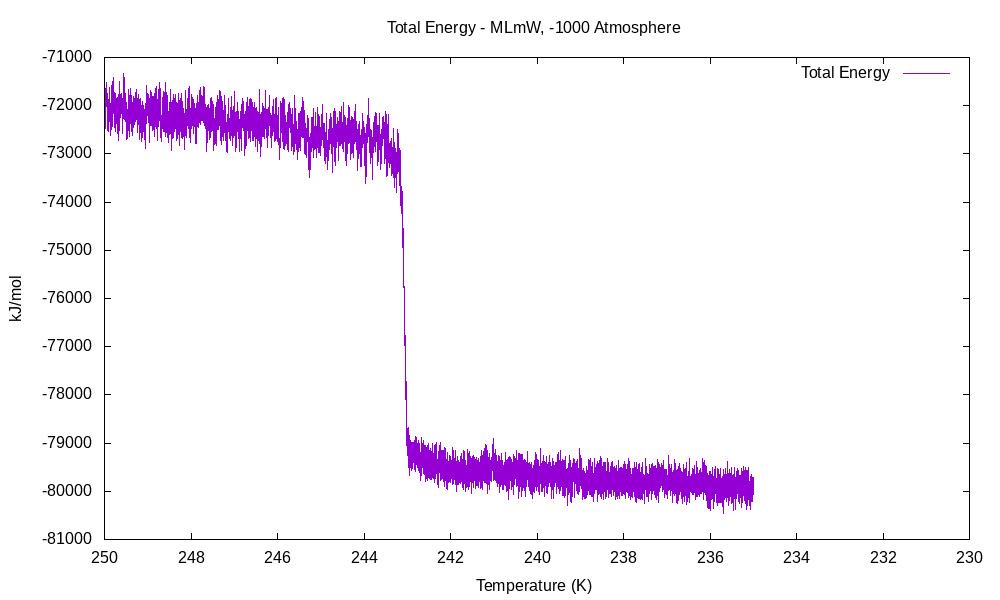 Total Energy - MLmW, -1000 Atmosphere
Total Energy
-71000
-72000
-73000
-74000
-75000
-76000
-77000
-78000
-79000
-80000
-81000
kJ/mol
250 248 246 244 242 240 238 236 234 232 230
Temperature (K)